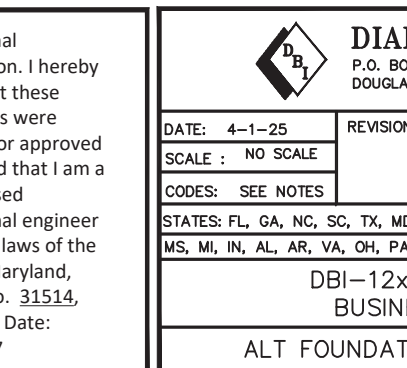 al
on. I hereby
t these
s were
or approved
d that I am a
sed
al engineer
laws of the
aryland,
o. 31514,
Date:
DBI
DIA
P.O. BO
DOUGLA
DATE: 4-1-25
REVISION
SCALE : NO SCALE
CODES: SEE NOTES
STATES: FL, GA, NC, SC, TX, MD
MS, MI, IN, AL, AR, VA, OH, PA
DBI-12x
BUSIN
ALT FOUNDAT